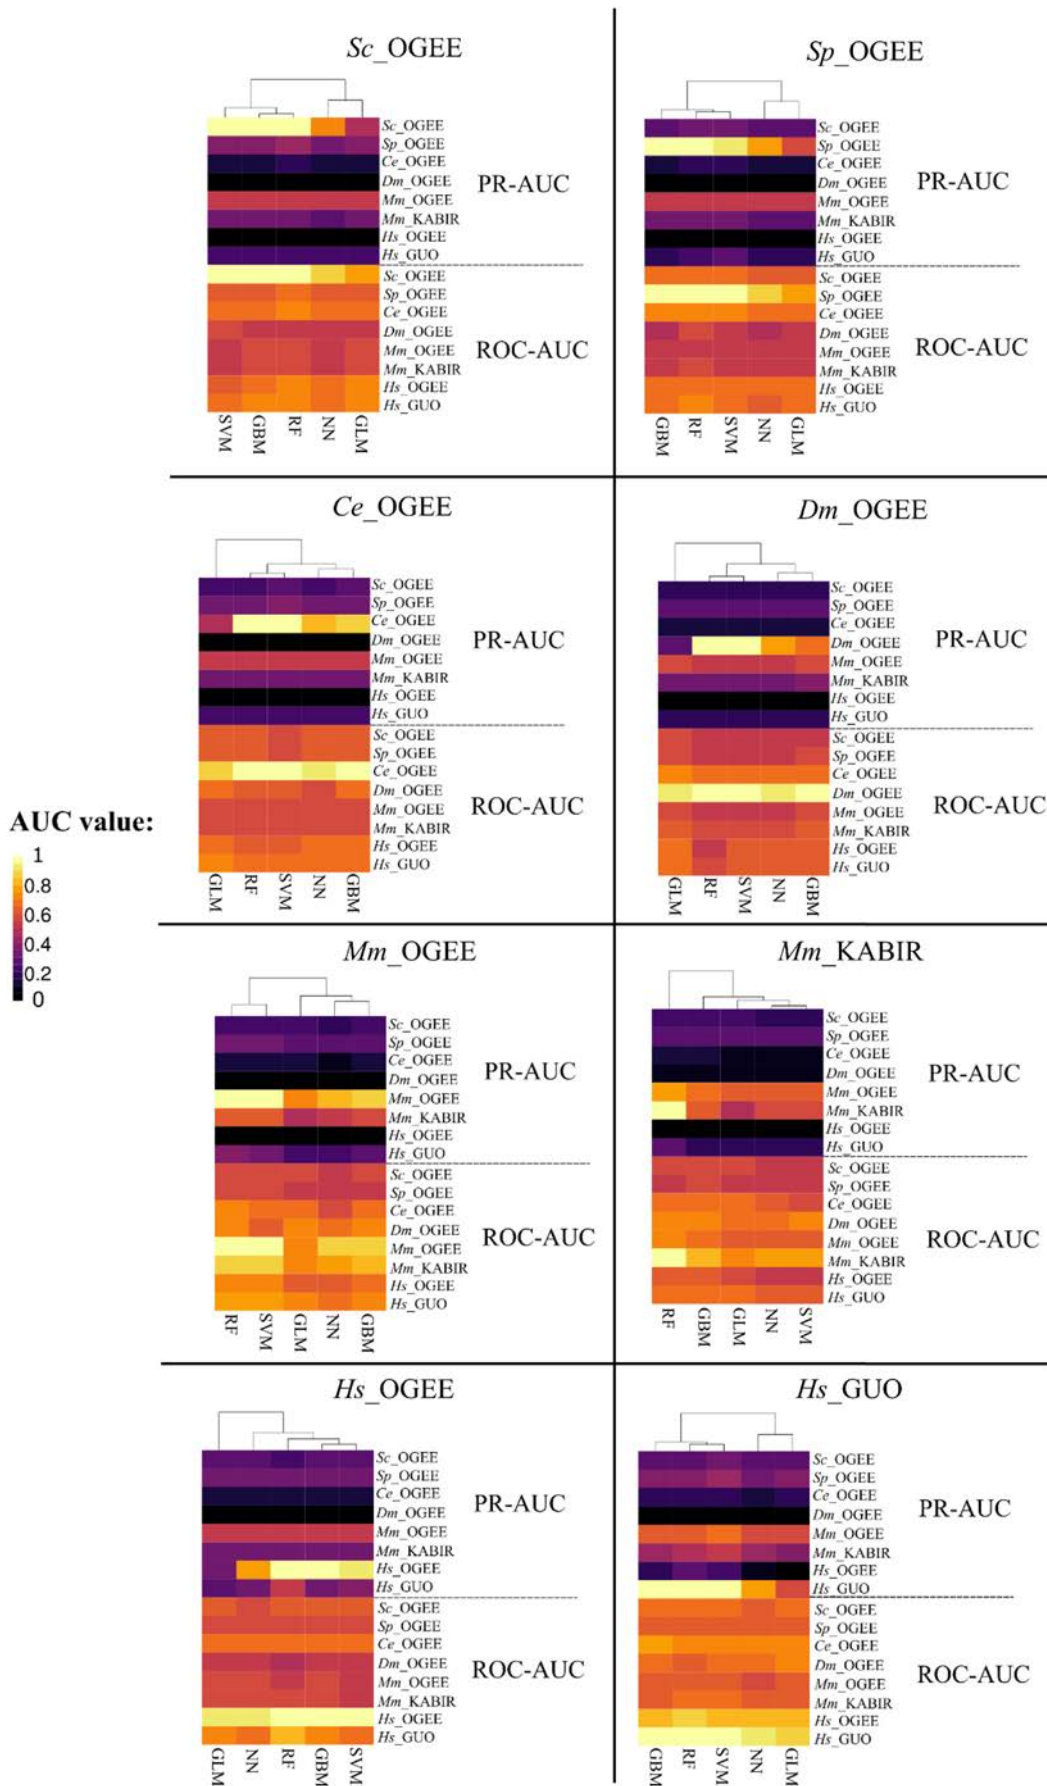 Sc_OGEE
Sc_OGEE
Sp_OGEE
Ce_OGEE
Dm_OGEE
Mm_OGEE
Mm_KABIR
Hs_OGEE
Hs_GUO
PR-AUC
Sc_OGEE
Sp_OGEE
Ce_OGEE
Dm_OGEE
Mm_OGEE
Mm_KABIR
Hs_OGEE
Hs_GUO
ROC-AUC
SVM GBM RF NN GLM
Sp_OGEE
Sc_OGEE
Sp_OGEE
Ce_OGEE
Dm_OGEE
Mm_OGEE
Mm_KABIR
Hs_OGEE
Hs_GUO
PR-AUC
Sc_OGEE
Sp_OGEE
Ce_OGEE
Dm_OGEE
Mm_OGEE
Mm_KABIR
Hs_OGEE
Hs_GUO
ROC-AUC
GBM RF SVM NN GLM
Ce_OGEE
Sc_OGEE
Sp_OGEE
Ce_OGEE
Dm_OGEE
Mm_OGEE
Mm_KABIR
Hs_OGEE
Hs_GUO
PR-AUC
Sc_OGEE
Sp_OGEE
Ce_OGEE
Dm_OGEE
Mm_OGEE
Mm_KABIR
Hs_OGEE
Hs_GUO
ROC-AUC
GLM RF SVM NN GBM
Dm_OGEE
Sc_OGEE
Sp_OGEE
Ce_OGEE
Dm_OGEE
Mm_OGEE
Mm_KABIR
Hs_OGEE
Hs_GUO
PR-AUC
Sc_OGEE
Sp_OGEE
Ce_OGEE
Dm_OGEE
Mm_OGEE
Mm_KABIR
Hs_OGEE
Hs_GUO
ROC-AUC
GLM RF SVM NN GBM
AUC value:
1
0.8
0.6
0.4
0.2
0
Mm_OGEE
Sc_OGEE
Sp_OGEE
Ce_OGEE
Dm_OGEE
Mm_OGEE
Mm_KABIR
Hs_OGEE
Hs_GUO
PR-AUC
Sc_OGEE
Sp_OGEE
Ce_OGEE
Dm_OGEE
Mm_OGEE
Mm_KABIR
Hs_OGEE
Hs_GUO
ROC-AUC
RF SVM GLM NN GBM
Mm_KABIR
Sc_OGEE
Sp_OGEE
Ce_OGEE
Dm_OGEE
Mm_OGEE
Mm_KABIR
Hs_OGEE
Hs_GUO
PR-AUC
Sc_OGEE
Sp_OGEE
Ce_OGEE
Dm_OGEE
Mm_OGEE
Mm_KABIR
Hs_OGEE
Hs_GUO
ROC-AUC
RF GBM GLM NN SVM
Hs_OGEE
Sc_OGEE
Sp_OGEE
Ce_OGEE
Dm_OGEE
Mm_OGEE
Mm_KABIR
Hs_OGEE
Hs_GUO
PR-AUC
Sc_OGEE
Sp_OGEE
Ce_OGEE
Dm_OGEE
Mm_OGEE
Mm_KABIR
Hs_OGEE
Hs_GUO
ROC-AUC
GLM NN RF GBM SVM
Hs_GUO
Sc_OGEE
Sp_OGEE
Ce_OGEE
Dm_OGEE
Mm_OGEE
Mm_KABIR
Hs_OGEE
Hs_GUO
PR-AUC
Sc_OGEE
Sp_OGEE
Ce_OGEE
Dm_OGEE
Mm_OGEE
Mm_KABIR
Hs_OGEE
Hs_GUO
ROC-AUC
GBM RF SVM NN GLM